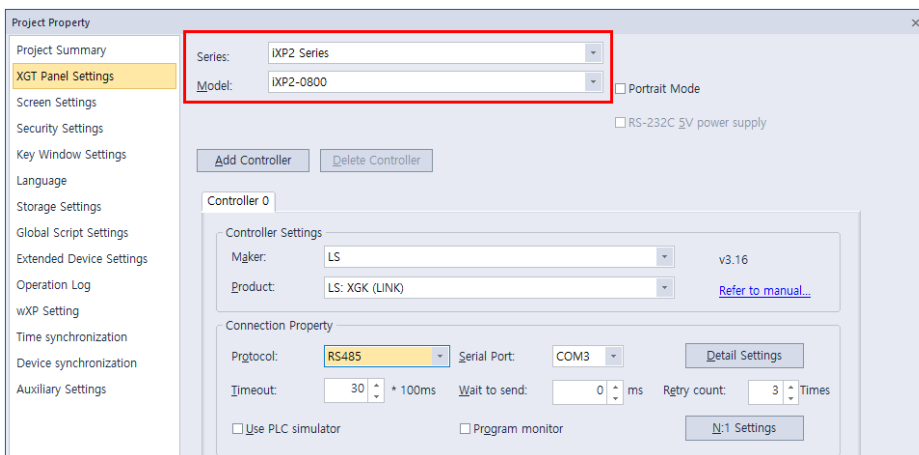 Project Property
Project Summary
XGT Panel Settings
Screen Settings
Security Settings
Key Window Settings
Language
Storage Settings
Global Script Settings
Extended Device Settings
Operation Log
wXP Setting
Time synchronization
Device synchronization
Auxiliary Settings
Series: iXP2 Series
Model: iXP2-0800
Portrait Mode
RS-232C 5V power supply
Add Controller Delete Controller
Controller 0
Controller Settings
Maker: LS v3.16
Product: LS: XGK (LINK) Refer to manual...
Connection Property
Protocol: RS485 Serial Port: COM3 Detail Settings
Timeout: 30 * 100ms Wait to send: 0 ms Retry count: 3 Times
Use PLC simulator Program monitor N:1 Settings